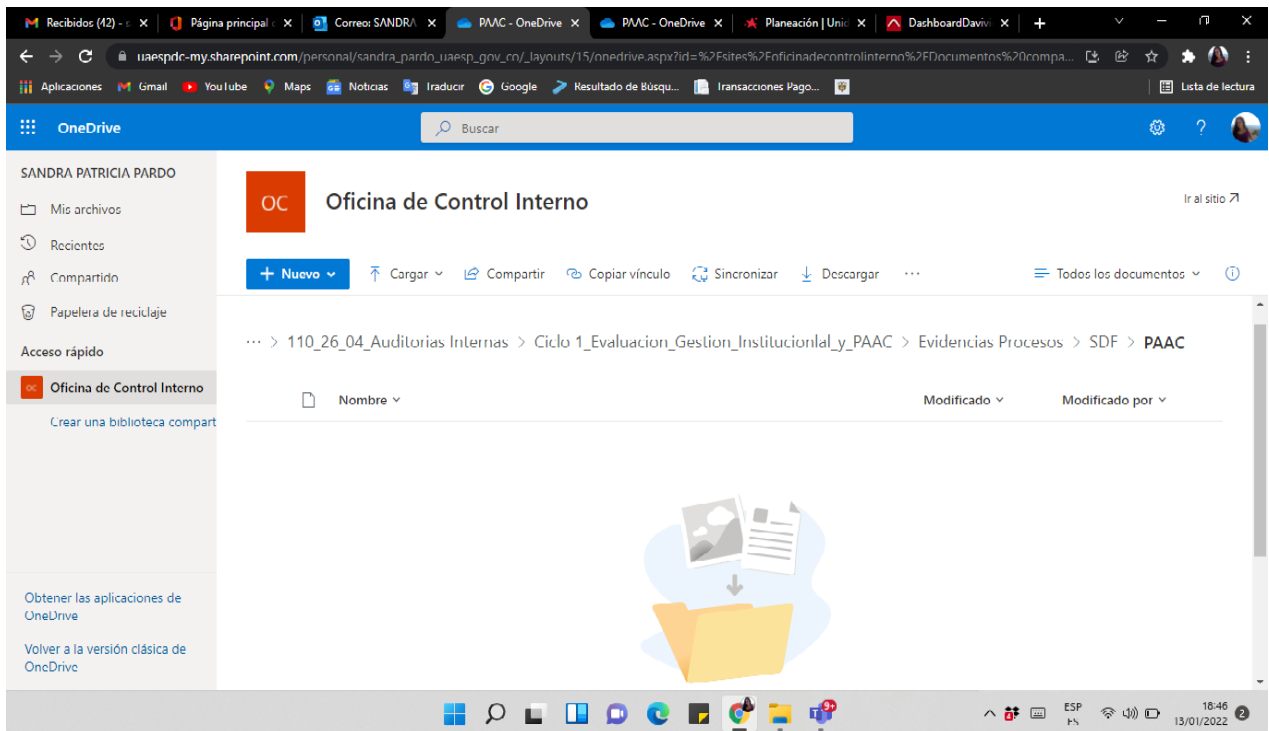 Recibidos (42) - s
Página principal c
Correo: SANDRA
PAAC - OneDrive
PAAC - OneDrive
Planeación | Unid
DashboardDavivi
uaespdc-my.sharepoint.com/personal/sandra_pardo_uaesp_gov_co/_layouts/15/onedrive.aspx?id=%2Fsites%2Foficinadecontrolinterno%2FDocumentos%20compa...
Aplicaciones Gmail YouTube Maps Noticias Traducir Google Resultado de Búsqu... Transacciones Pago... Lista de lectura
OneDrive
Buscar
SANDRA PATRICIA PARDO
Mis archivos
Recientes
Compartido
Papelera de reciclaje
Acceso rápido
OC Oficina de Control Interno
Crear una biblioteca compart
Obtener las aplicaciones de
OneDrive
Volver a la versión clásica de
OneDrive
OC Oficina de Control Interno
Ir al sitio
Nuevo Cargar Compartir Copiar vínculo Sincronizar Descargar ... Todos los documentos
... > 110_26_04_Auditorias Internas > Ciclo 1_Evaluacion_Gestion_Institucionlal_y_PAAC > Evidencias Procesos > SDF > PAAC
Nombre Modificado Modificado por
9+
ESP
18:46
13/01/2022
2